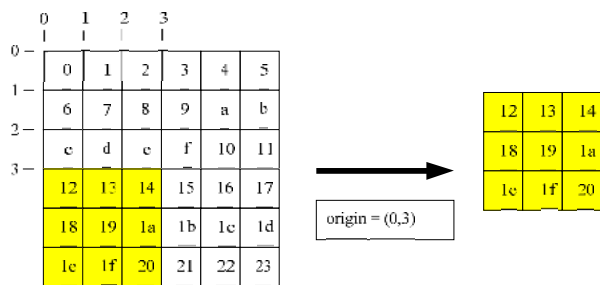 0 1 2 3
0
0 1 2 3 4 5
1
6 7 8 9 a b
2
c d e f 10 11
3
12 13 14 15 16 17
18 19 1a 1b 1c 1d
1e 1f 20 21 22 23
origin = (0,3)
12 13 14
18 19 1a
1e 1f 20